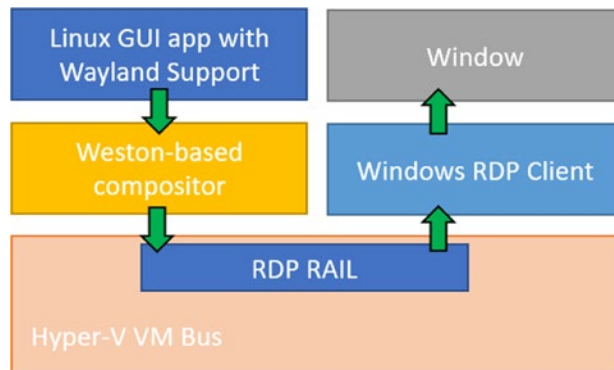 Linux GUI app with
Wayland Support
Window
Weston-based
compositor
Windows RDP Client
RDP RAIL
Hyper-V VM Bus